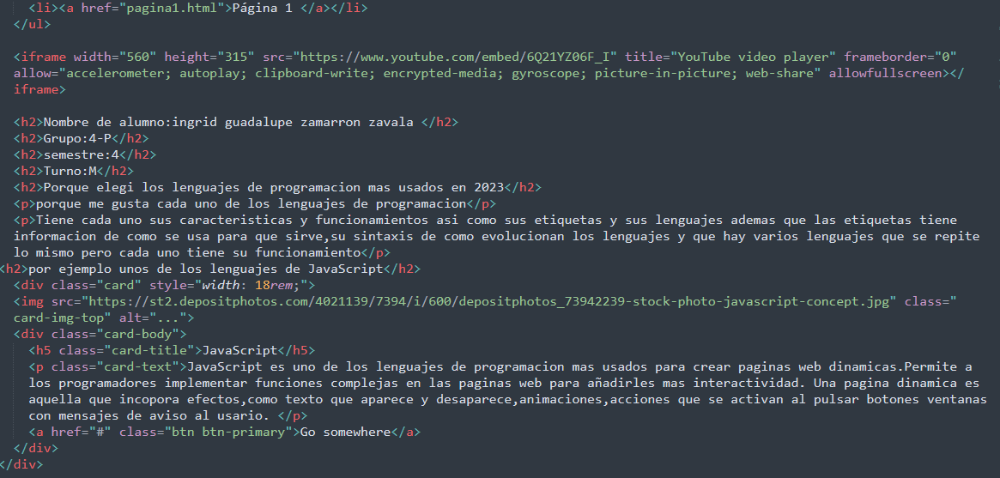 <li><a href="pagina1.html">Página 1 </a></li>
</ul>
<iframe width="560" height="315" src="https://www.youtube.com/embed/6Q21YZ06F_I" title="YouTube video player" frameborder="0"
allow="accelerometer; autoplay; clipboard-write; encrypted-media; gyroscope; picture-in-picture; web-share" allowfullscreen></
iframe>
<h2>Nombre de alumno:ingrid guadalupe zamarron zavala </h2>
<h2>Grupo:4-P</h2>
<h2>semestre:4</h2>
<h2>Turno:M</h2>
<h2>Porque elegi los lenguajes de programacion mas usados en 2023</h2>
<p>porque me gusta cada uno de los lenguajes de programacion</p>
<p>Tiene cada uno sus caracteristicas y funcionamientos asi como sus etiquetas y sus lenguajes ademas que las etiquetas tiene
informacion de como se usa para que sirve,su sintaxis de como evolucionan los lenguajes y que hay varios lenguajes que se repite
lo mismo pero cada uno tiene su funcionamiento</p>
<h2>por ejemplo unos de los lenguajes de JavaScript</h2>
<div class="card" style="width: 18rem;">
<img src="https://st2.depositphotos.com/4021139/7394/i/600/depositphotos_73942239-stock-photo-javascript-concept.jpg" class="
card-img-top" alt="...">
<div class="card-body">
<h5 class="card-title">JavaScript</h5>
<p class="card-text">JavaScript es uno de los lenguajes de programacion mas usados para crear paginas web dinamicas.Permite a
los programadores implementar funciones complejas en las paginas web para añadirles mas interactividad. Una pagina dinamica es
aquella que incopora efectos,como texto que aparece y desaparece,animaciones,acciones que se activan al pulsar botones ventanas
con mensajes de aviso al usario. </p>
<a href="#" class="btn btn-primary">Go somewhere</a>
</div>
</div>